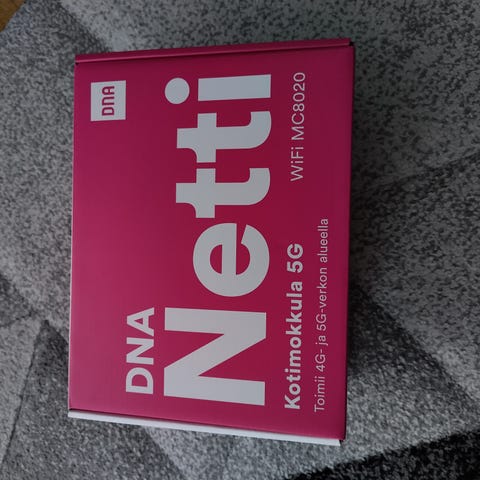 DNA
DNA
Netti
Kotimokkula 5G
WiFi MC8020
Toimii 4G- ja 5G-verkon alueella